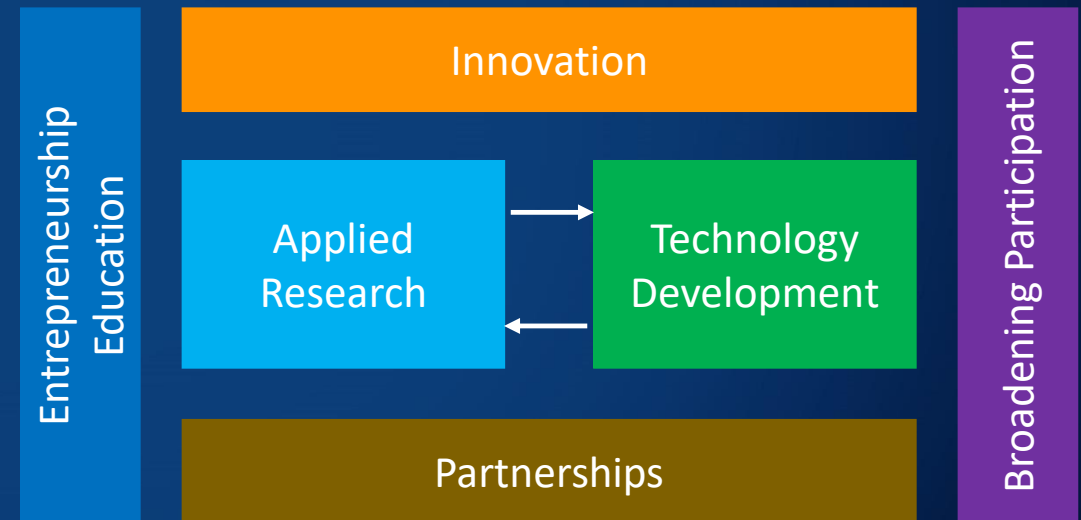 Entrepreneurship
Education
Innovation
Applied
Research
Technology
Development
Partnerships
Broadening Participation